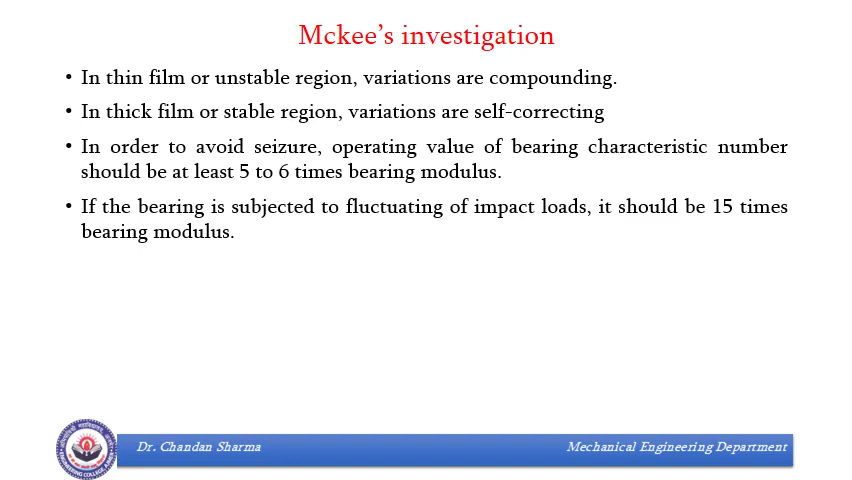 Mckee's investigation
• In thin film or unstable region, variations are compounding.
• In thick film or stable region, variations are self-correcting
• In order to avoid seizure, operating value of bearing characteristic number
should be at least 5 to 6 times bearing modulus.
• If the bearing is subjected to fluctuating of impact loads, it should be 15 times
bearing modulus.
Dr. Chandan Sharma
Mechanical Engineering Department